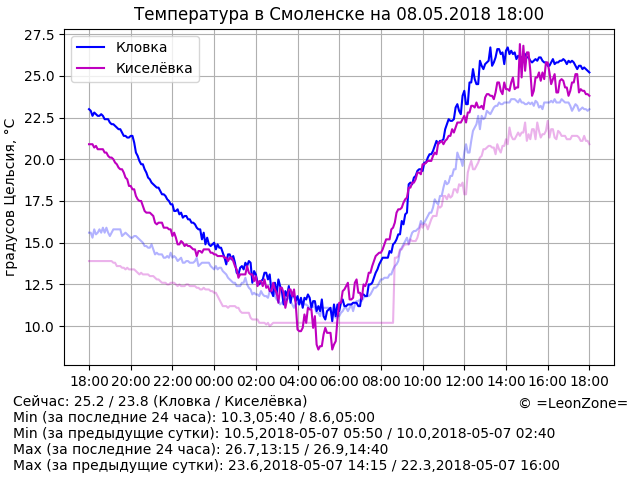 Температура в Смоленске на 08.05.2018 18:00
27.5
25.0
22.5
20.0
17.5
15.0
12.5
10.0
градусов Цельсия, °C
Кловка
Киселёвка
18:00 20:00 22:00 00:00 02:00 04:00 06:00 08:00 10:00 12:00 14:00 16:00 18:00
Сейчас: 25.2 / 23.8 (Кловка / Киселёвка)
© =LeonZone=
Min (за последние 24 часа): 10.3,05:40 / 8.6,05:00
Min (за предыдущие сутки): 10.5,2018-05-07 05:50 / 10.0,2018-05-07 02:40
Max (за последние 24 часа): 26.7,13:15 / 26.9,14:40
Max (за предыдущие сутки): 23.6,2018-05-07 14:15 / 22.3,2018-05-07 16:00